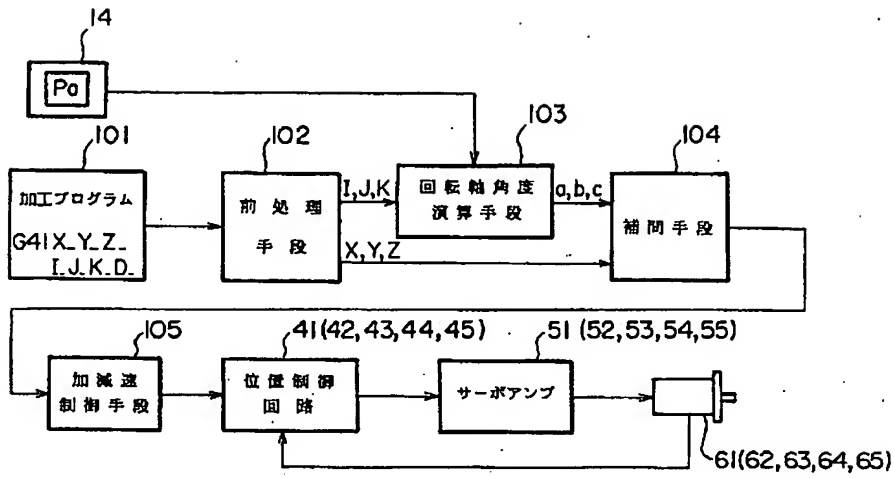 14
Pa
101
加工プログラム
G41X_Y_Z_
I_J_K_D_
102
前処理
手段
I,J,K
X,Y,Z
103
回転軸角度
演算手段
a,b,c
104
補間手段
105
加減速
制御手段
41(42,43,44,45)
位置制御
回路
51(52,53,54,55)
サーボアンプ
61(62,63,64,65)